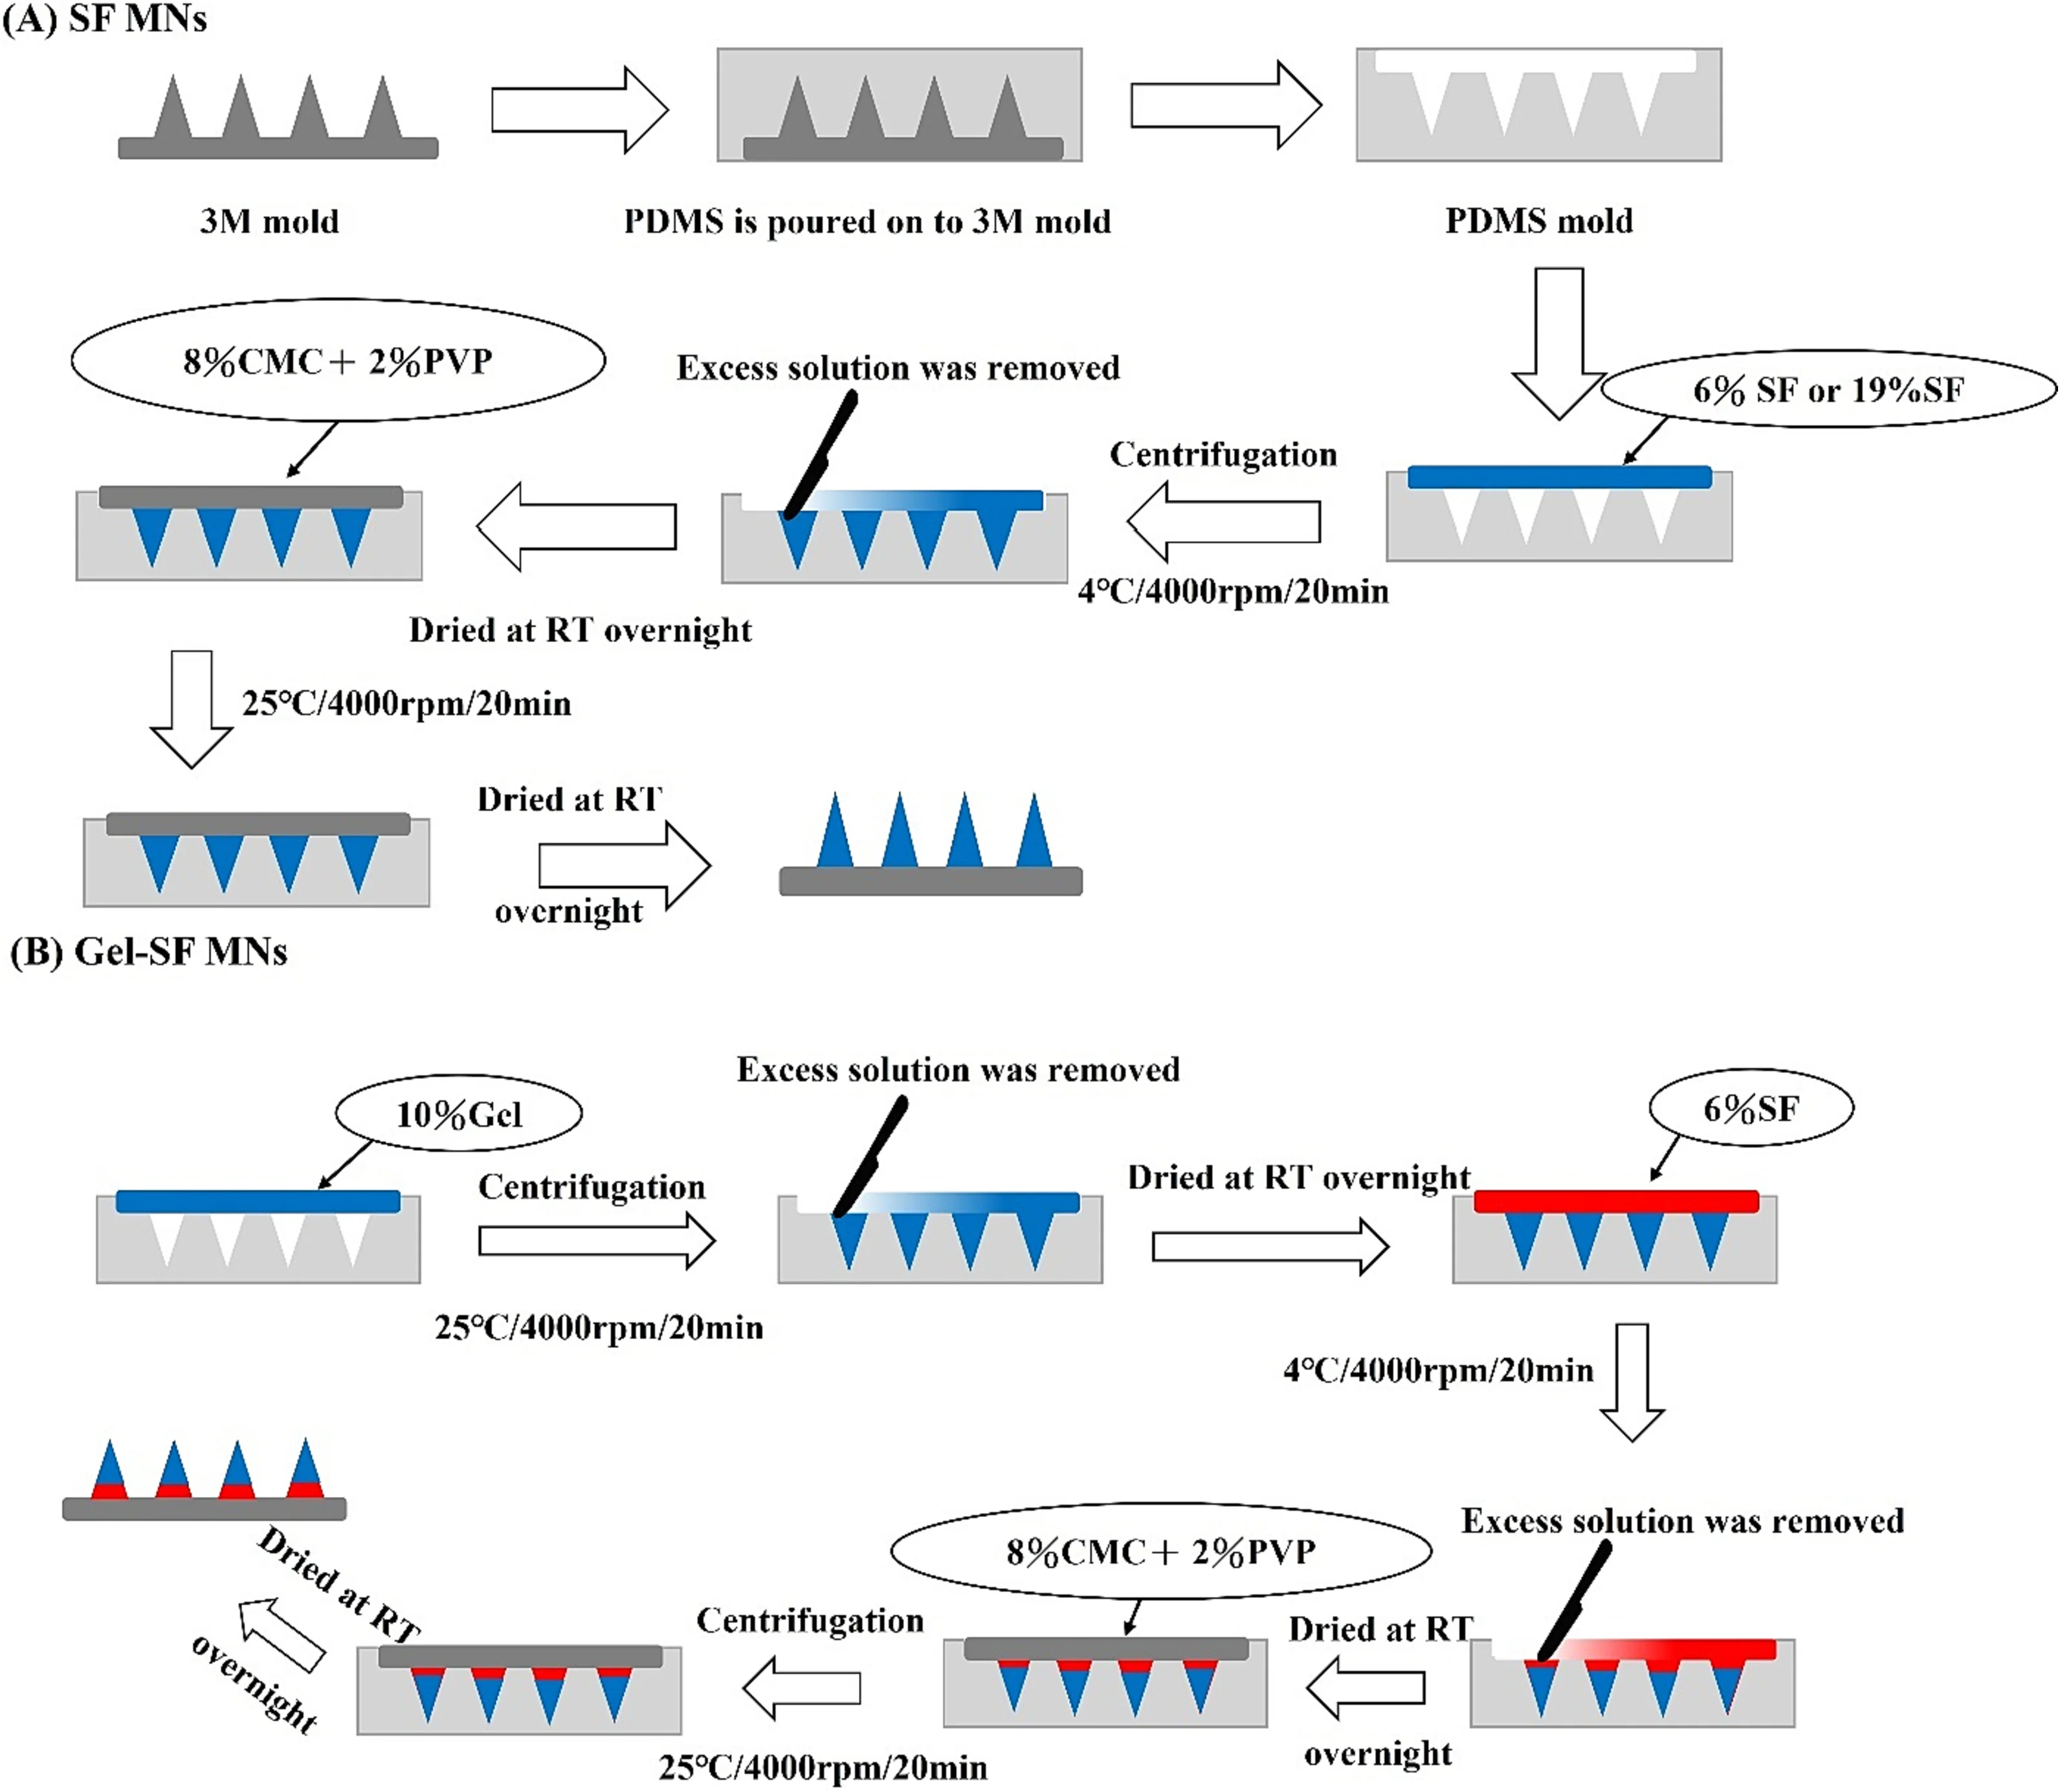 (A) SF MNs
3M mold
PDMS is poured on to 3M mold
PDMS mold
6% SF or 19%SF
Centrifugation
4℃/4000rpm/20min
Excess solution was removed
Dried at RT overnight
8%CMC+ 2%PVP
25℃/4000rpm/20min
Dried at RT
overnight
(B) Gel-SF MNs
10%Gel
Centrifugation
25℃/4000rpm/20min
Excess solution was removed
Dried at RT overnight
6%SF
4℃/4000rpm/20min
Excess solution was removed
Dried at RT
overnight
8%CMC+ 2%PVP
Centrifugation
25℃/4000rpm/20min
Dried at RT
overnight